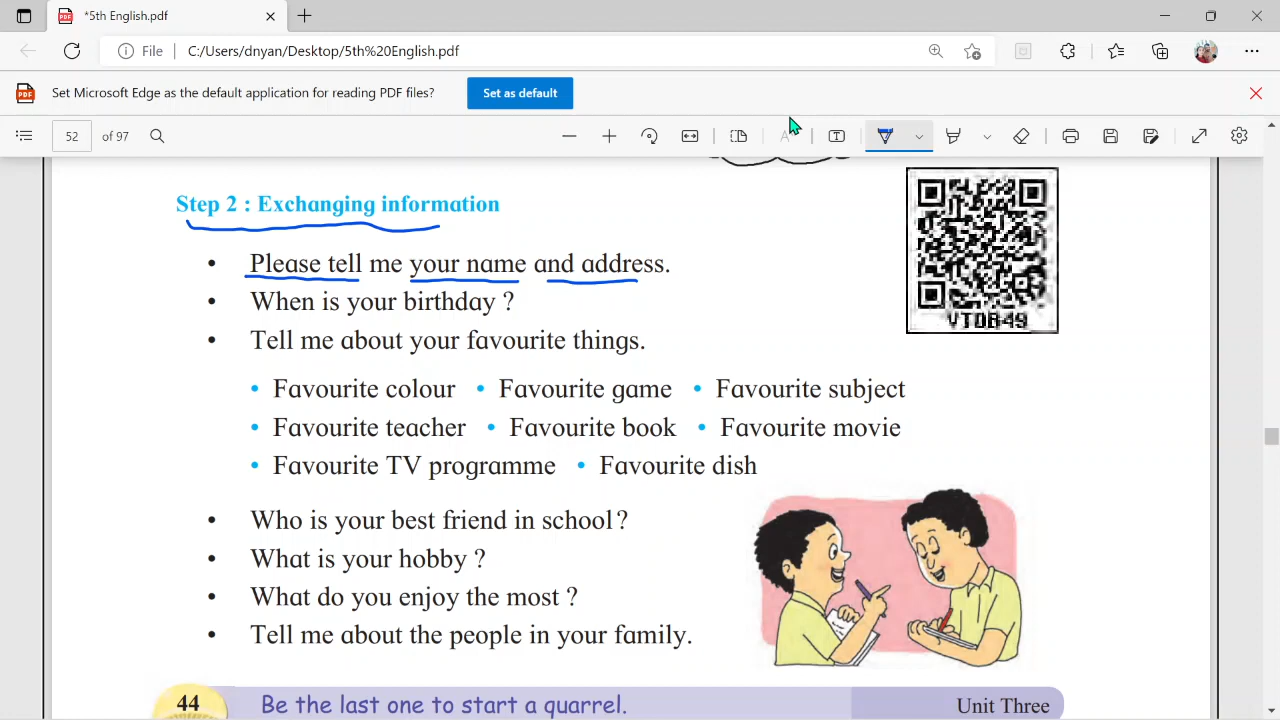 *5th English.pdf
File | C:/Users/dnyan/Desktop/5th%20English.pdf
Set Microsoft Edge as the default application for reading PDF files? Set as default
52 of 97
Step 2 : Exchanging information
• Please tell me your name and address.
• When is your birthday ?
• Tell me about your favourite things.
• Favourite colour • Favourite game • Favourite subject
• Favourite teacher • Favourite book • Favourite movie
• Favourite TV programme • Favourite dish
• Who is your best friend in school?
• What is your hobby ?
• What do you enjoy the most ?
• Tell me about the people in your family.
44 Be the last one to start a quarrel. Unit Three